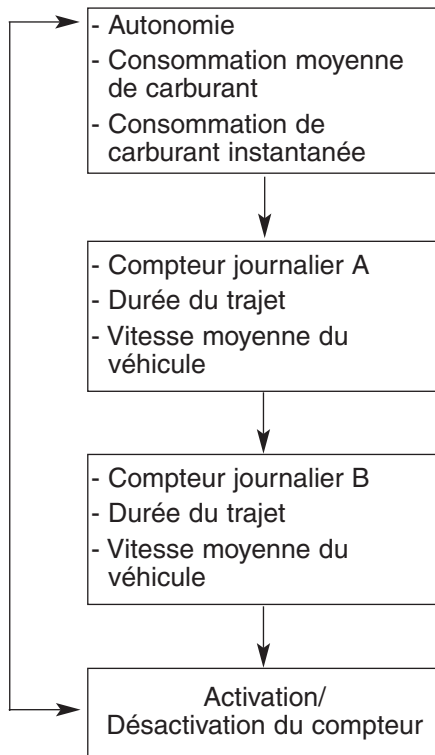 - Autonomie
- Consommation moyenne
de carburant
- Consommation de
carburant instantanée
- Compteur journalier A
- Durée du trajet
- Vitesse moyenne du
véhicule
- Compteur journalier B
- Durée du trajet
- Vitesse moyenne du
véhicule
Activation/
Désactivation du compteur